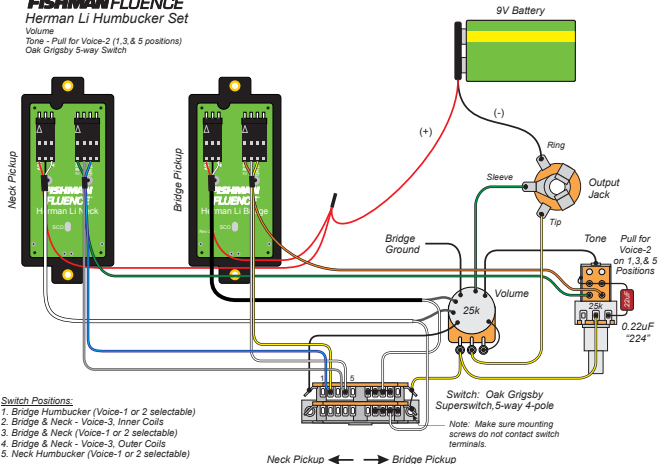 FISHMAN FLUENCE
Herman Li Humbucker Set
Volume
Tone - Pull for Voice-2 (1,3,& 5 positions)
Oak Grigsby 5-way Switch
9V Battery
(+)
(-)
Ring
Sleeve
Output
Jack
Tip
Neck Pickup
FISHMAN
FLUENCE
Herman Li Neck
SCO
Bridge Pickup
FISHMAN
FLUENCE
Herman Li Bridge
SCO
Bridge
Ground
Tone
Pull for
Voice-2
on 1,3,& 5
Positions
Volume
25k
25k
.22uF
0.22uF
"224"
1
5
Switch: Oak Grigsby
Superswitch,5-way 4-pole
Note: Make sure mounting
screws do not contact switch
terminals.
Switch Positions:
1. Bridge Humbucker (Voice-1 or 2 selectable)
2. Bridge & Neck - Voice-3, Inner Coils
3. Bridge & Neck (Voice-1 or 2 selectable)
4. Bridge & Neck - Voice-3, Outer Coils
5. Neck Humbucker (Voice-1 or 2 selectable)
Neck Pickup
Bridge Pickup